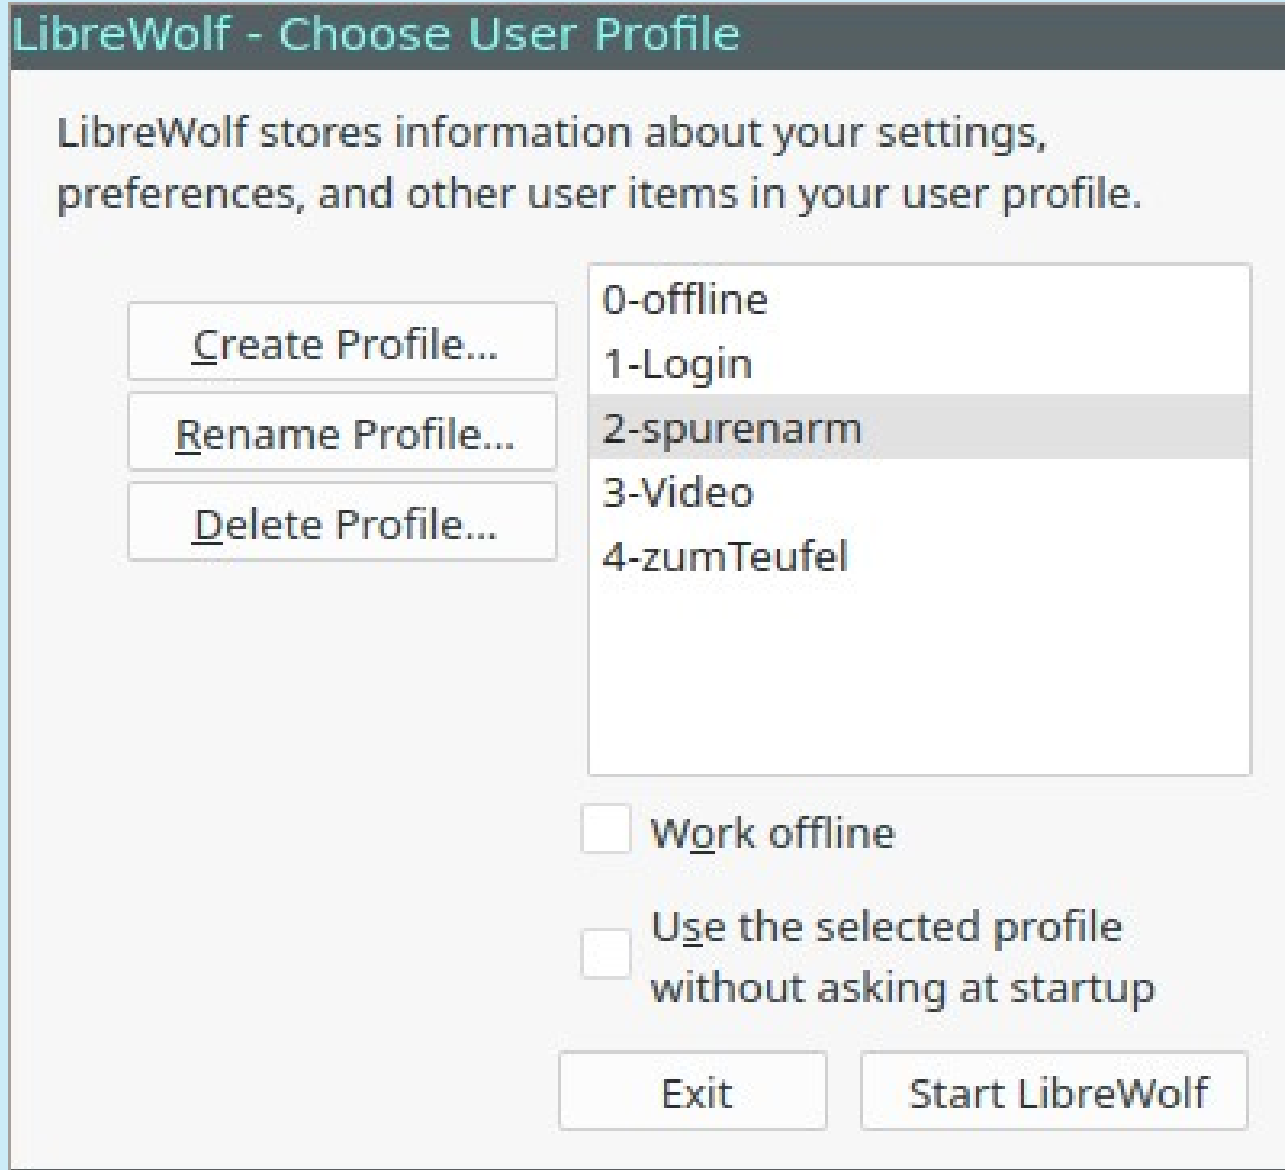 LibreWolf - Choose User Profile
LibreWolf stores information about your settings,
preferences, and other user items in your user profile.
Create Profile...
Rename Profile...
Delete Profile...
0-offline
1-Login
2-spurenarm
3-Video
4-zumTeufel
Work offline
Use the selected profile
without asking at startup
Exit
Start LibreWolf